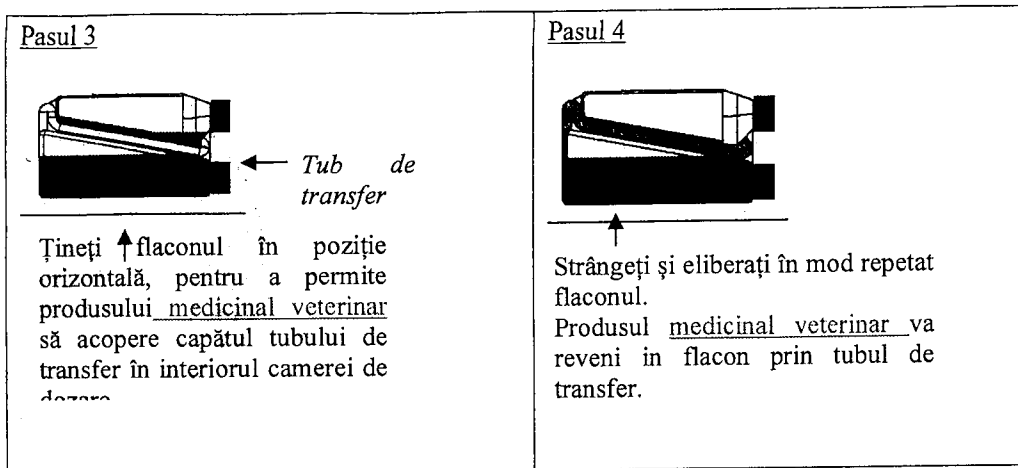 Pasul 3
Tub de
transfer
Țineți flaconul în poziție
orizontală, pentru a permite
produsului medicinal veterinar
să acopere capătul tubului de
transfer în interiorul camerei de
dozare
Pasul 4
Strângeți și eliberați în mod repetat
flaconul.
Produsul medicinal veterinar va
reveni in flacon prin tubul de
transfer.